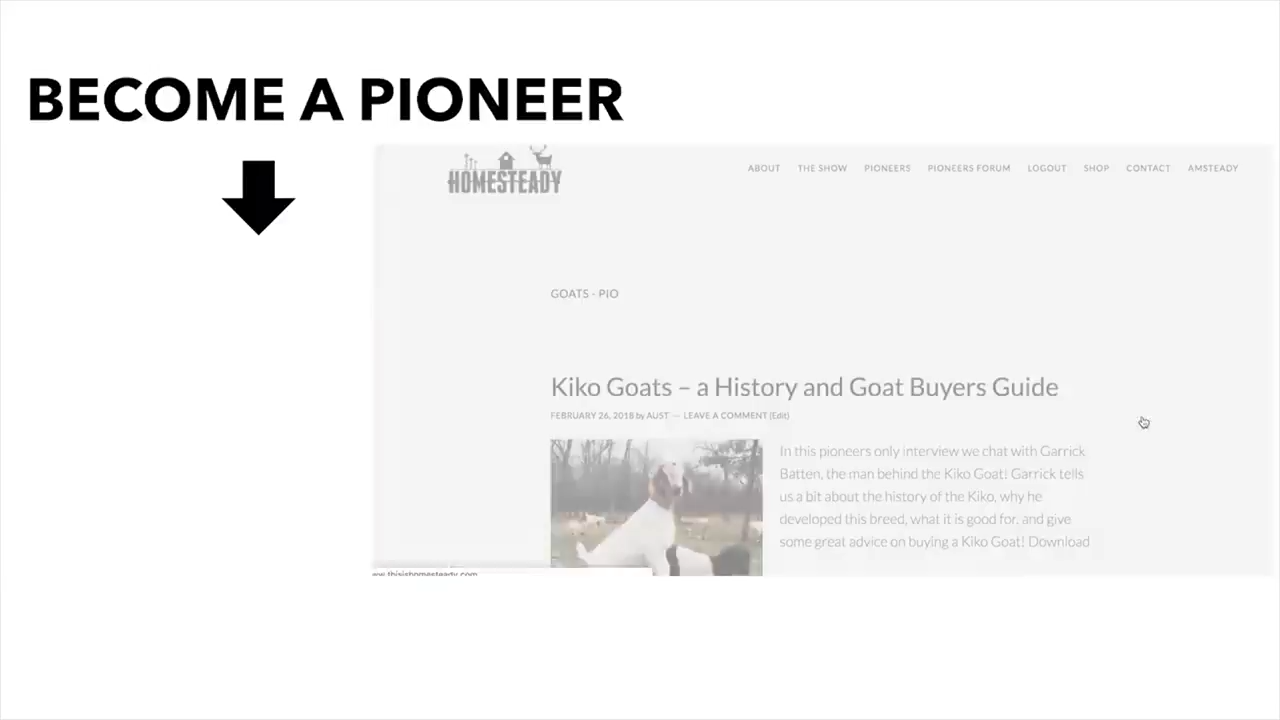 BECOME A PIONEER
HOMESTEADY
ABOUT THE SHOW PIONEERS PIONEERS FORUM LOGOUT SHOP CONTACT AMSTEADY
GOATS - PIO
Kiko Goats – a History and Goat Buyers Guide
FEBRUARY 26, 2018 by AUST — LEAVE A COMMENT (Edit)
In this pioneers only interview we chat with Garrick
Batten, the man behind the Kiko Goat! Garrick tells
us a bit about the history of the Kiko, why he
developed this breed, what it is good for, and give
some great advice on buying a Kiko Goat! Download
ww.thisishomesteady.com